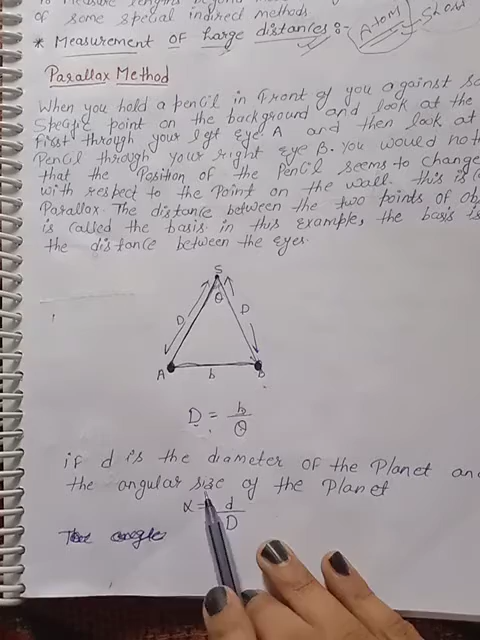 of some special indirect methods
* Measurement of Large distances :-
Atom
Parallax Method
When you hold a pencil in Front of you against
Specific point on the background and look at the
First through your left Eye A and then look at
Pencil through your right Eye B. You would not
that the Position of the Pencil seems to change
with respect to the Point on the wall. this is
Parallax. The distance between the two points of
is called the basis in this Example, the basis is
the distance between the eyes.
S
θ
D D
A b B
D = b/θ
if d is the diameter of the Planet an
the angular size of the Planet
α = d/D